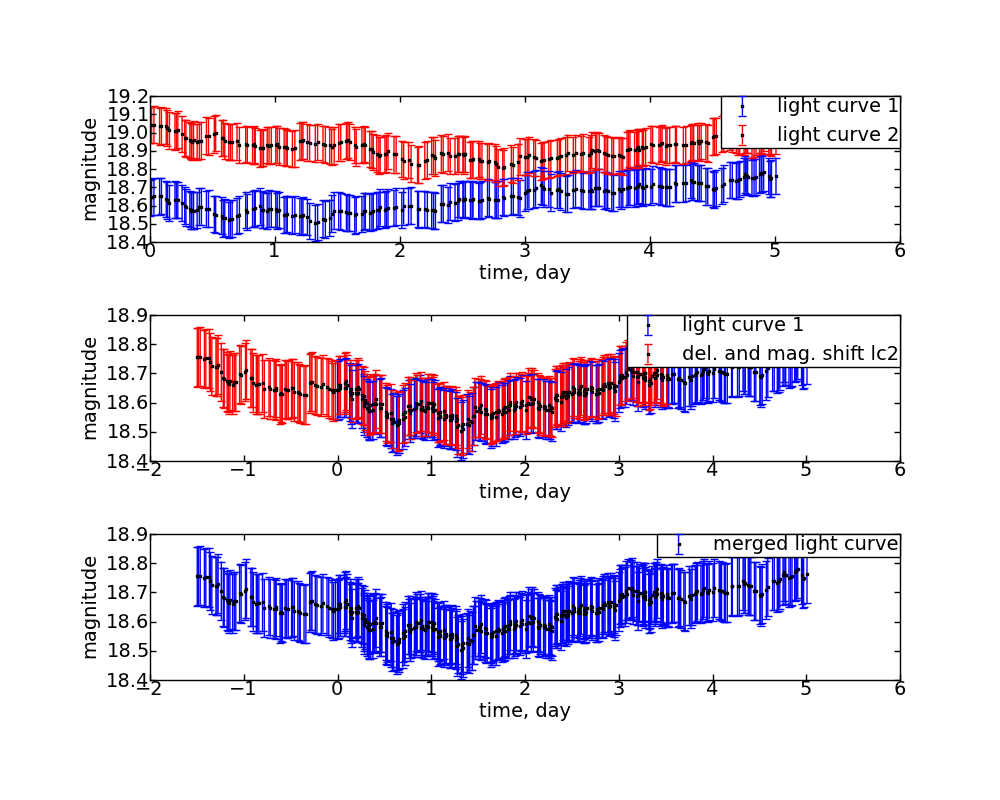 19.2
19.1
19.0
18.9
18.8
18.7
18.6
18.5
18.4
magnitude
light curve 1
light curve 2
0 1 2 3 4 5 6
time, day
18.9
18.8
18.7
18.6
18.5
18.4
magnitude
light curve 1
del. and mag. shift lc2
−2 −1 0 1 2 3 4 5 6
time, day
18.9
18.8
18.7
18.6
18.5
18.4
magnitude
merged light curve
−2 −1 0 1 2 3 4 5 6
time, day